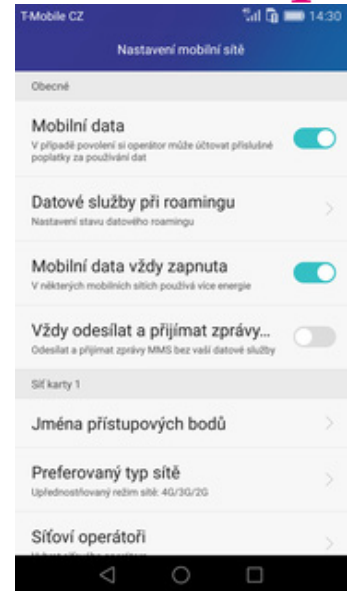 T-Mobile CZ 14:30
Nastavení mobilní sítě
Obecné
Mobilní data
V případě povolení si operátor může účtovat příslušné
poplatky za používání dat
Datové služby při roamingu
Nastavení stavu datového roamingu
Mobilní data vždy zapnuta
V některých mobilních sítích používá více energie
Vždy odesílat a přijímat zprávy...
Odesílat a přijímat zprávy MMS bez vaší datové služby
Síť karty 1
Jména přístupových bodů
Preferovaný typ sítě
Upřednostňovaný režim sítě: 4G/3G/2G
Síťoví operátoři